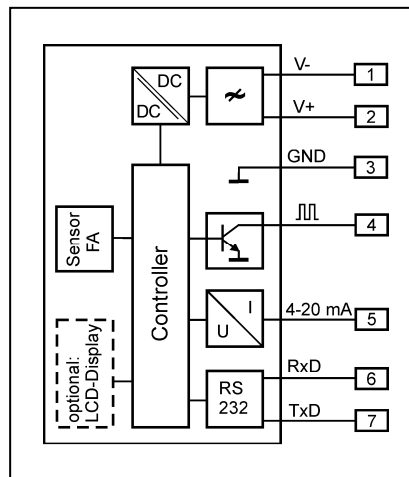 DC
DC
V-
1
V+
2
GND
3
4
Sensor
FA
Controller
I
U
4-20 mA
5
optional:
LCD-Display
RS
232
RxD
6
TxD
7